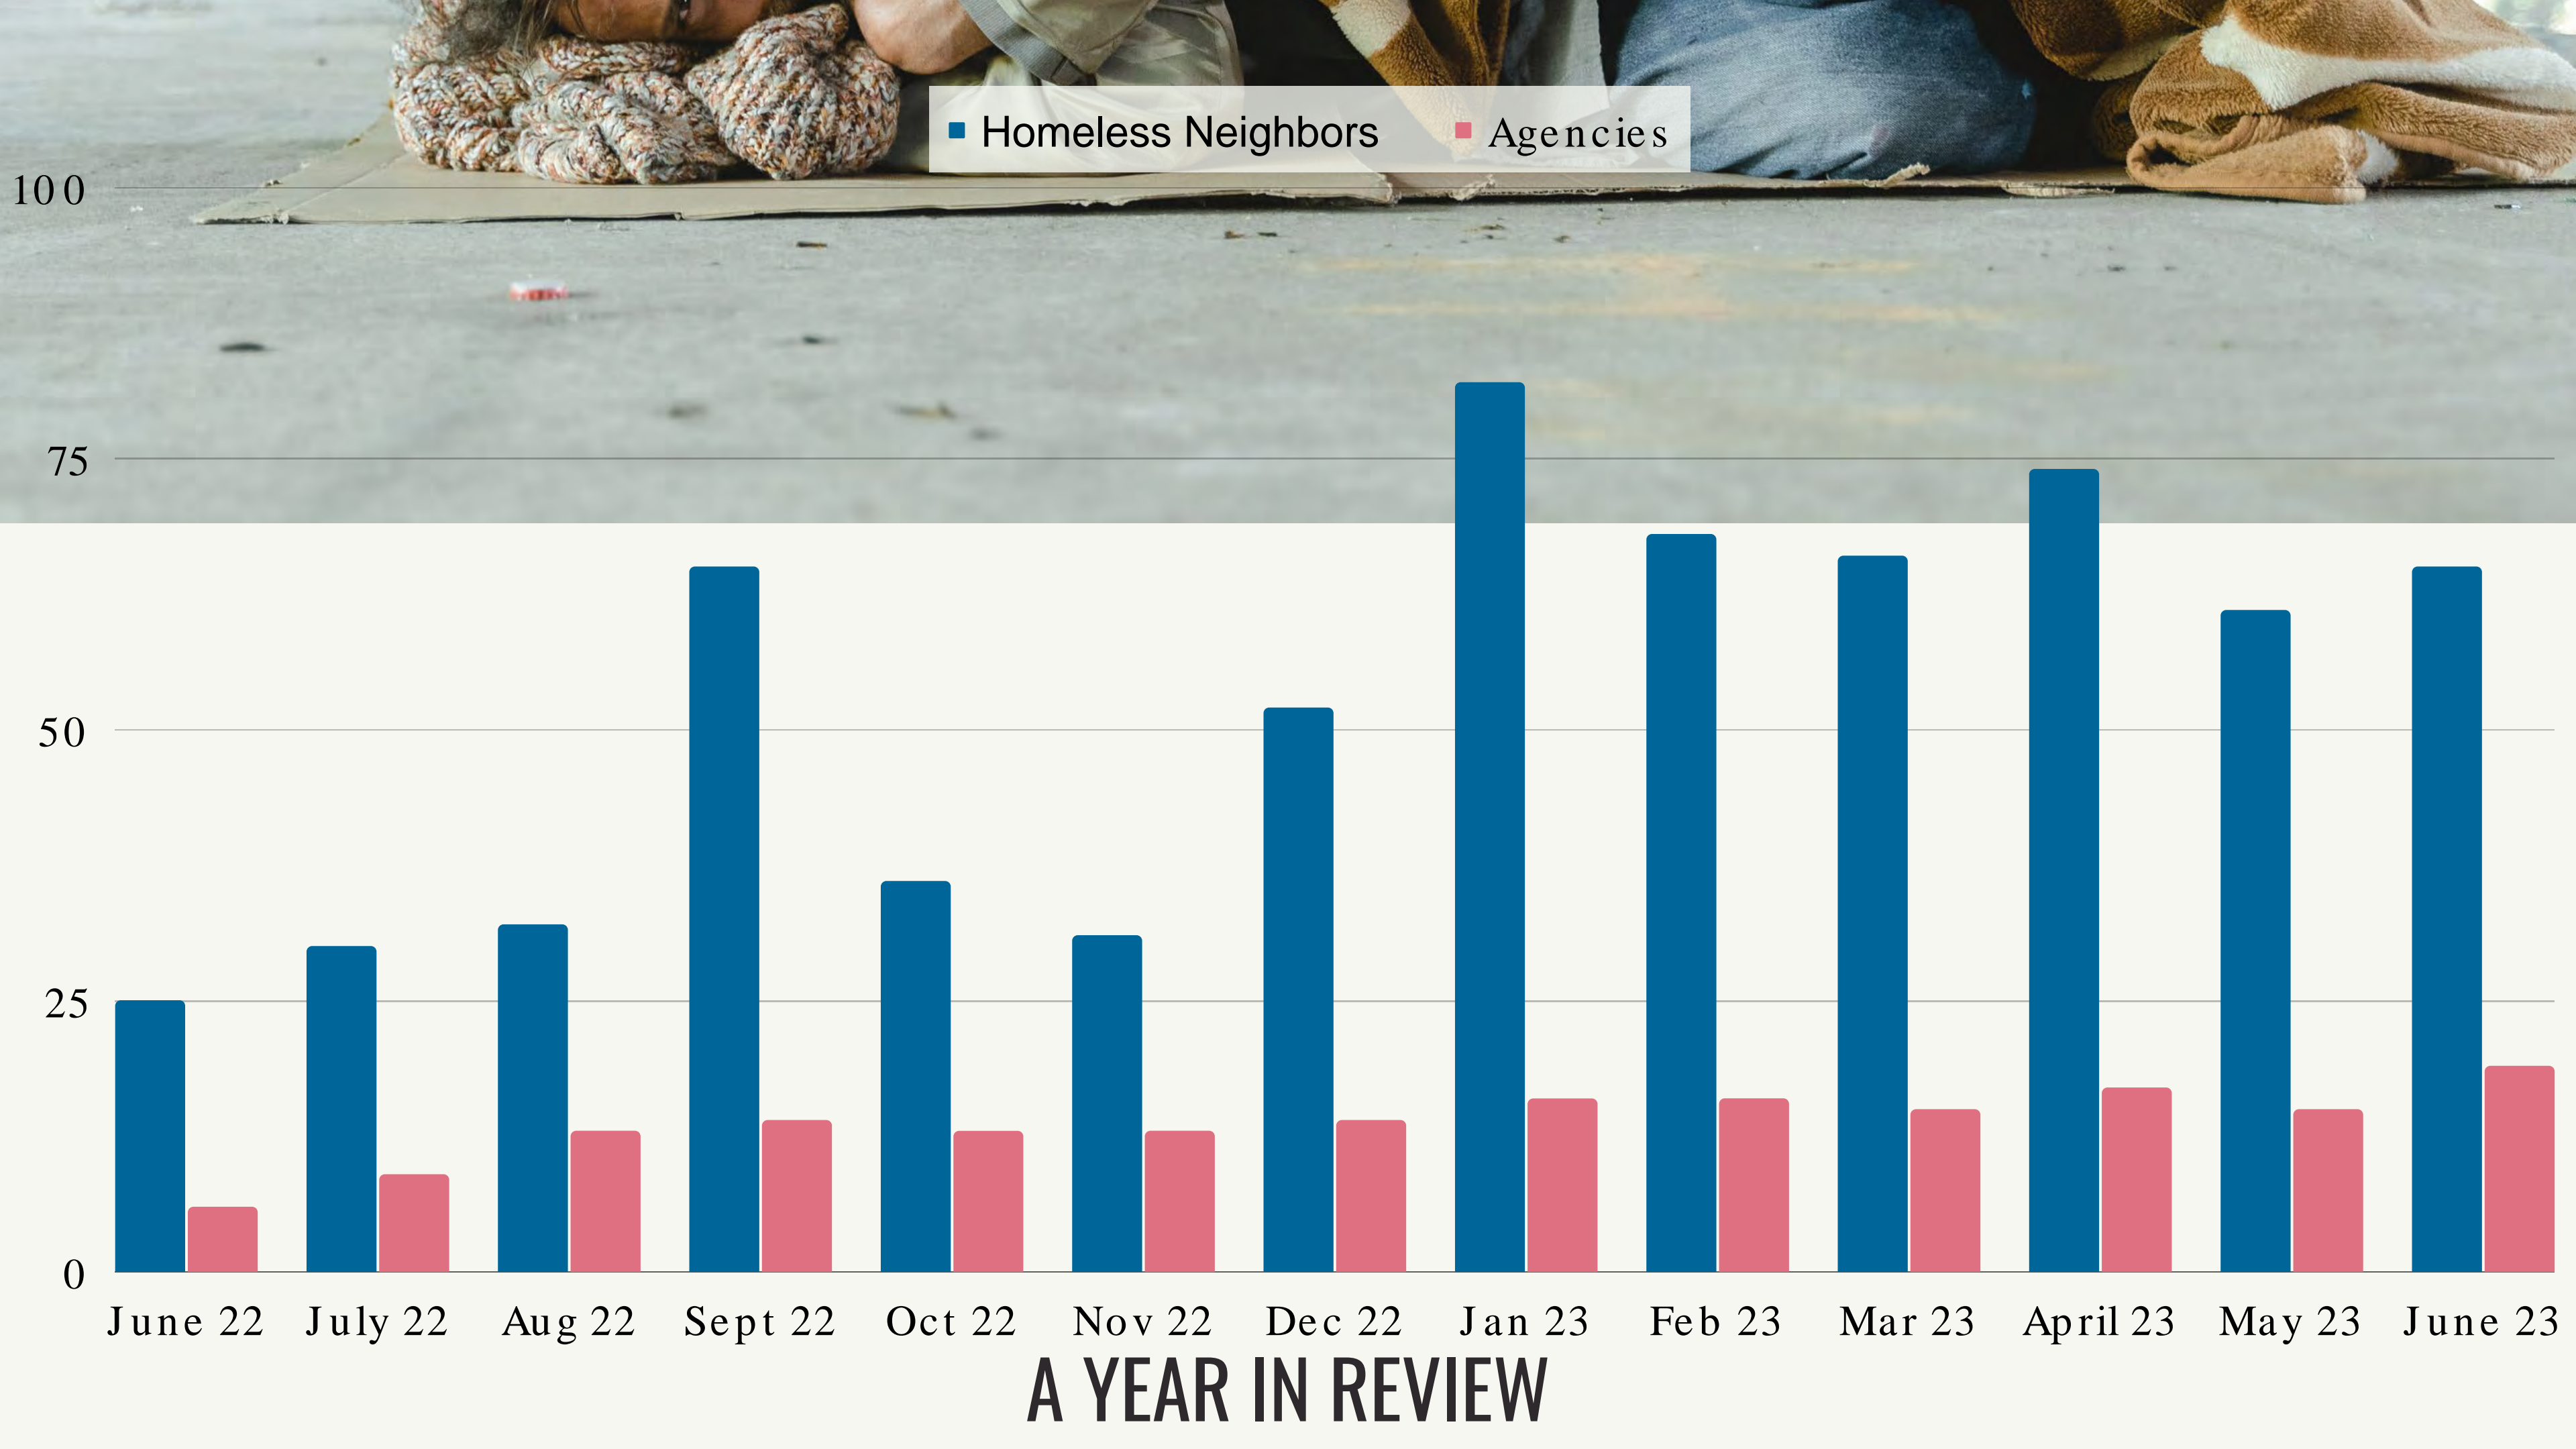 Homeless Neighbors Agencies
100
75
50
25
0
June 22 July 22 Aug 22 Sept 22 Oct 22 Nov 22 Dec 22 Jan 23 Feb 23 Mar 23 April 23 May 23 June 23
A YEAR IN REVIEW